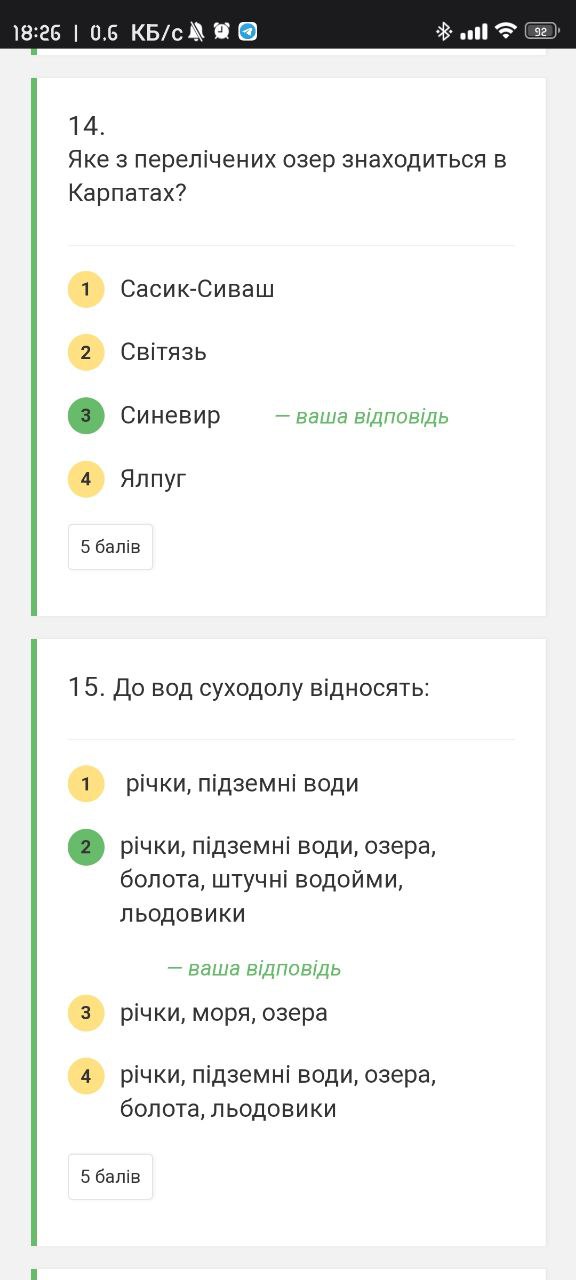 18:26 | 0.6 КБ/с
92
14.
Яке з перелічених озер знаходиться в
Карпатах?
1 Сасик-Сиваш
2 Світязь
3 Синевир — ваша відповідь
4 Ялпуг
5 балів
15. До вод суходолу відносять:
1 річки, підземні води
2 річки, підземні води, озера,
болота, штучні водойми,
льодовики
— ваша відповідь
3 річки, моря, озера
4 річки, підземні води, озера,
болота, льодовики
5 балів